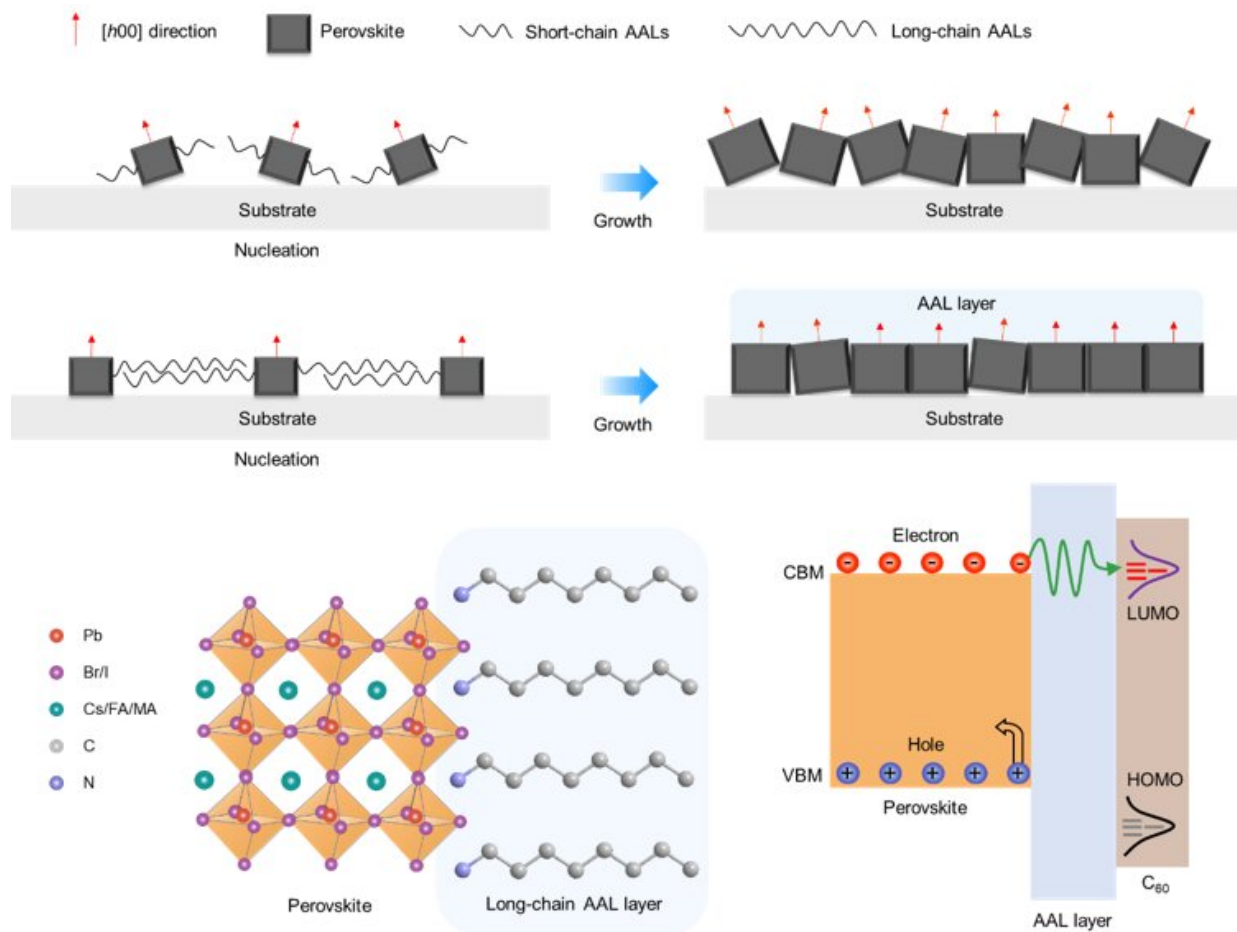 [h00] direction
Perovskite
Short-chain AALs
Long-chain AALs
Substrate
Nucleation
Growth
Substrate
AAL layer
Substrate
Nucleation
Growth
Substrate
Pb
Br/I
Cs/FA/MA
C
N
Perovskite
Long-chain AAL layer
Electron
CBM
LUMO
Hole
VBM
HOMO
Perovskite
C60
AAL layer